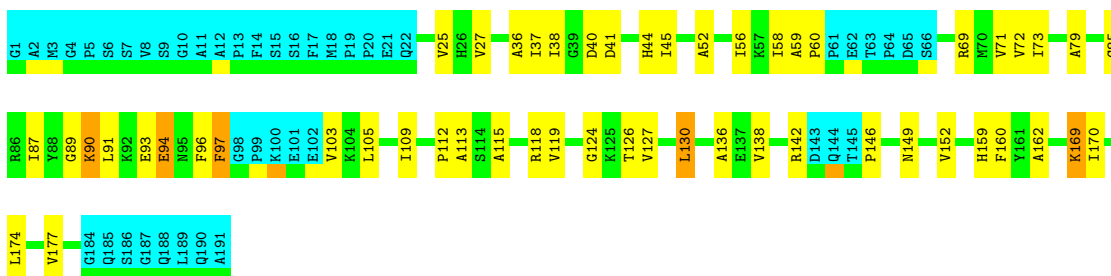 G1 A2 M3 G4 P5 S6 S7 V8 S9 G10 A11 A12 P13 F14 S15 S16 F17 M18 P19 P20 E21 Q22 V25 H26 V27 A36 I37 I38 G39 D40 D41 H44 I45 A52 I56 K57 I58 A59 P60 P61 E62 T63 P64 D65 S66 R69 M70 V71 V72 I73 A79
R86 I87 Y88 G89 K90 L91 K92 E93 E94 N95 F96 F97 G98 P99 K100 E101 E102 V103 K104 L105 I109 P112 A113 S114 A115 R118 V119 G124 K125 T126 V127 L130 A136 E137 V138 R142 D143 Q144 T145 P146 N149 V152 H159 F160 Y161 A162 K169 I170
L174 V177 G184 Q185 S186 G187 Q188 L189 Q190 A191